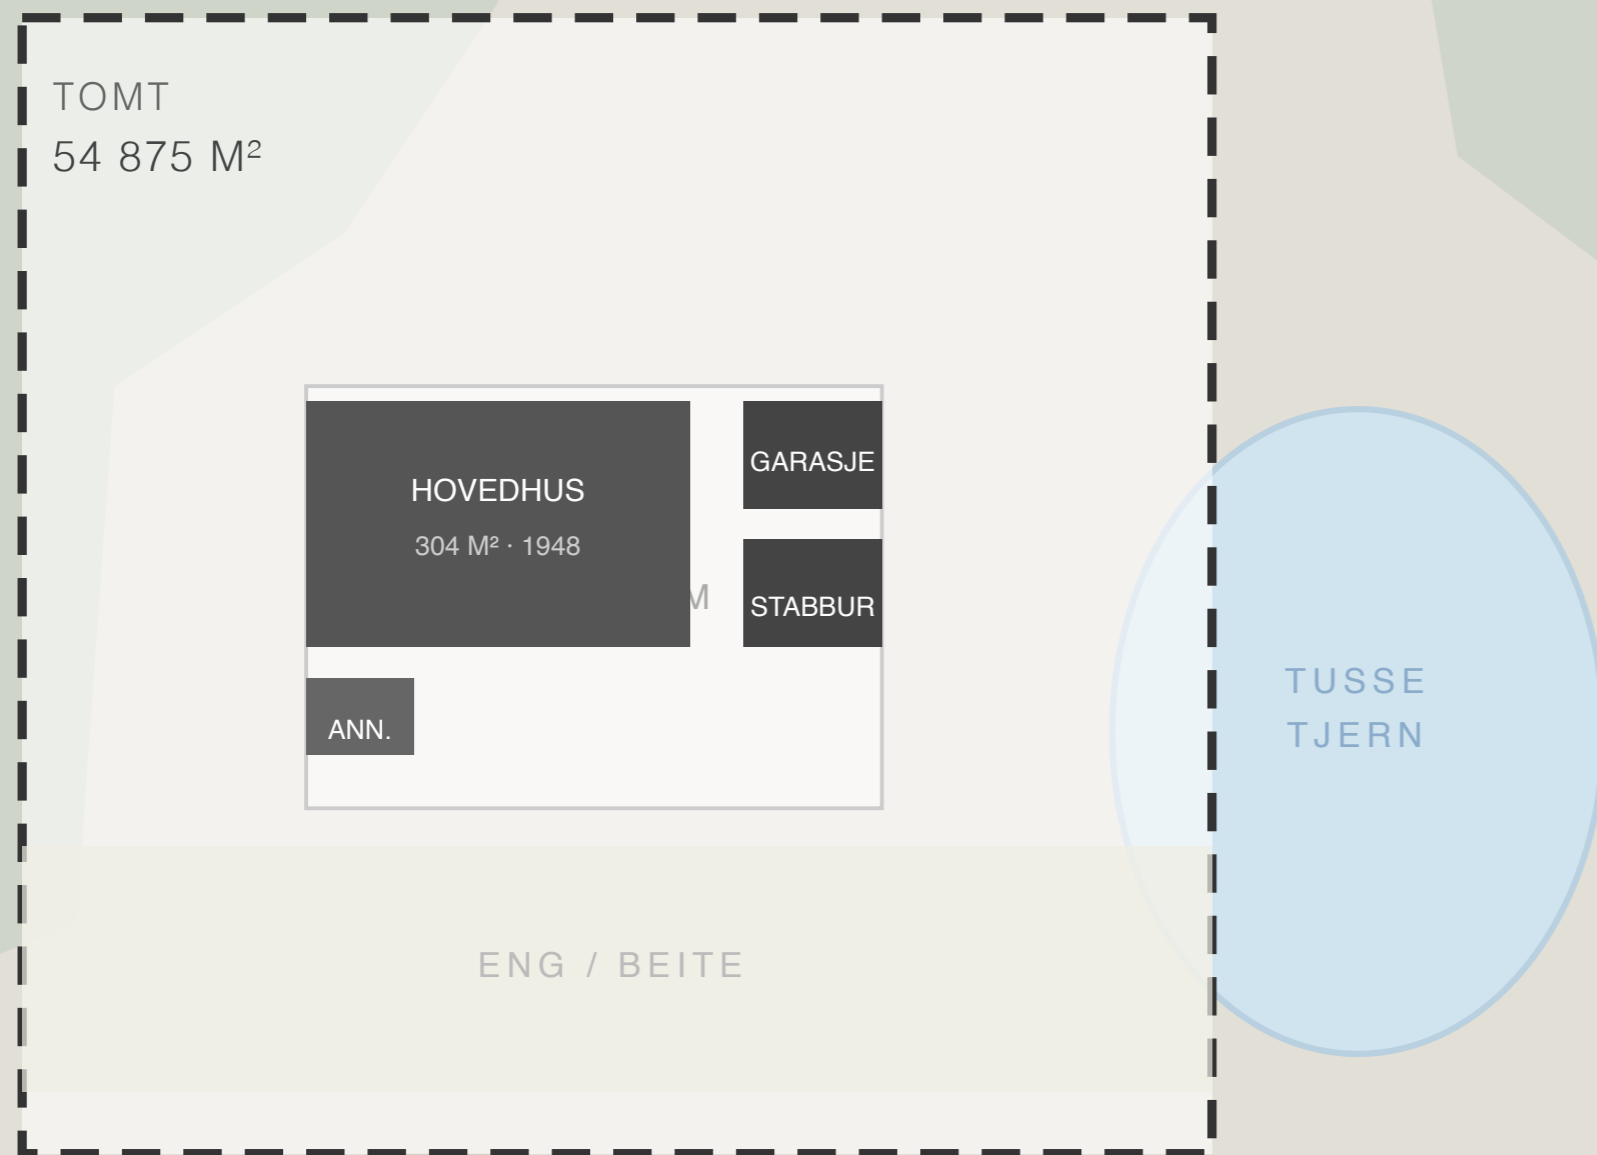 TOMT
54 875 M²
HOVEDHUS
304 M² · 1948
GARASJE
STABBUR
ANN.
TUSSE
TJERN
ENG / BEITE